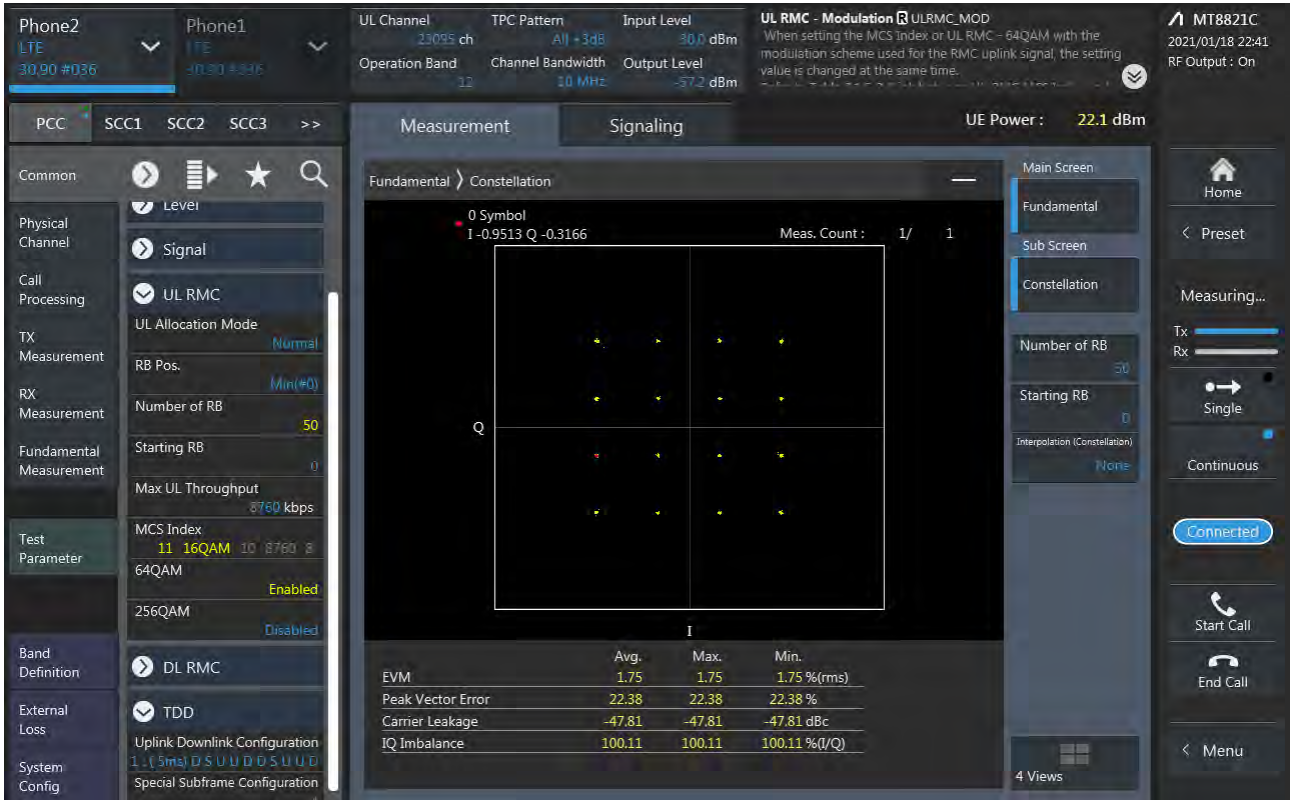 Phone2
LTE
30.90 #036
Phone1
LTE
30.90 #036
UL Channel
23095 ch
TPC Pattern
All +3dB
Input Level
30.0 dBm
Operation Band
12
Channel Bandwidth
10 MHz
Output Level
-57.2 dBm
UL RMC - Modulation R ULRMC_MOD
When setting the MCS Index or UL RMC - 64QAM with the
modulation scheme used for the RMC uplink signal, the setting
value is changed at the same time.
MT8821C
2021/01/18 22:41
RF Output : On
PCC SCC1 SCC2 SCC3 >>
Measurement
Signaling
UE Power : 22.1 dBm
Common
Physical
Channel
Call
Processing
TX
Measurement
RX
Measurement
Fundamental
Measurement
Test
Parameter
Band
Definition
External
Loss
System
Config
Level
Signal
UL RMC
UL Allocation Mode
Normal
RB Pos.
Min(#0)
Number of RB
50
Starting RB
0
Max UL Throughput
8760 kbps
MCS Index
11 16QAM 10 8760 8
64QAM
Enabled
256QAM
Disabled
DL RMC
TDD
Uplink Downlink Configuration
1 : ( 5ms) D S U U D D S U U D
Special Subframe Configuration
Fundamental 〉 Constellation
0 Symbol
I -0.9513 Q -0.3166
Meas. Count : 1/ 1
Q
I
Avg. Max. Min.
EVM 1.75 1.75 1.75 %(rms)
Peak Vector Error 22.38 22.38 22.38 %
Carrier Leakage -47.81 -47.81 -47.81 dBc
IQ Imbalance 100.11 100.11 100.11 %(I/Q)
Main Screen
Fundamental
Sub Screen
Constellation
Number of RB
50
Starting RB
0
Interpolation (Constellation)
None
4 Views
Home
< Preset
Measuring...
Tx
Rx
Single
Continuous
Connected
Start Call
End Call
< Menu